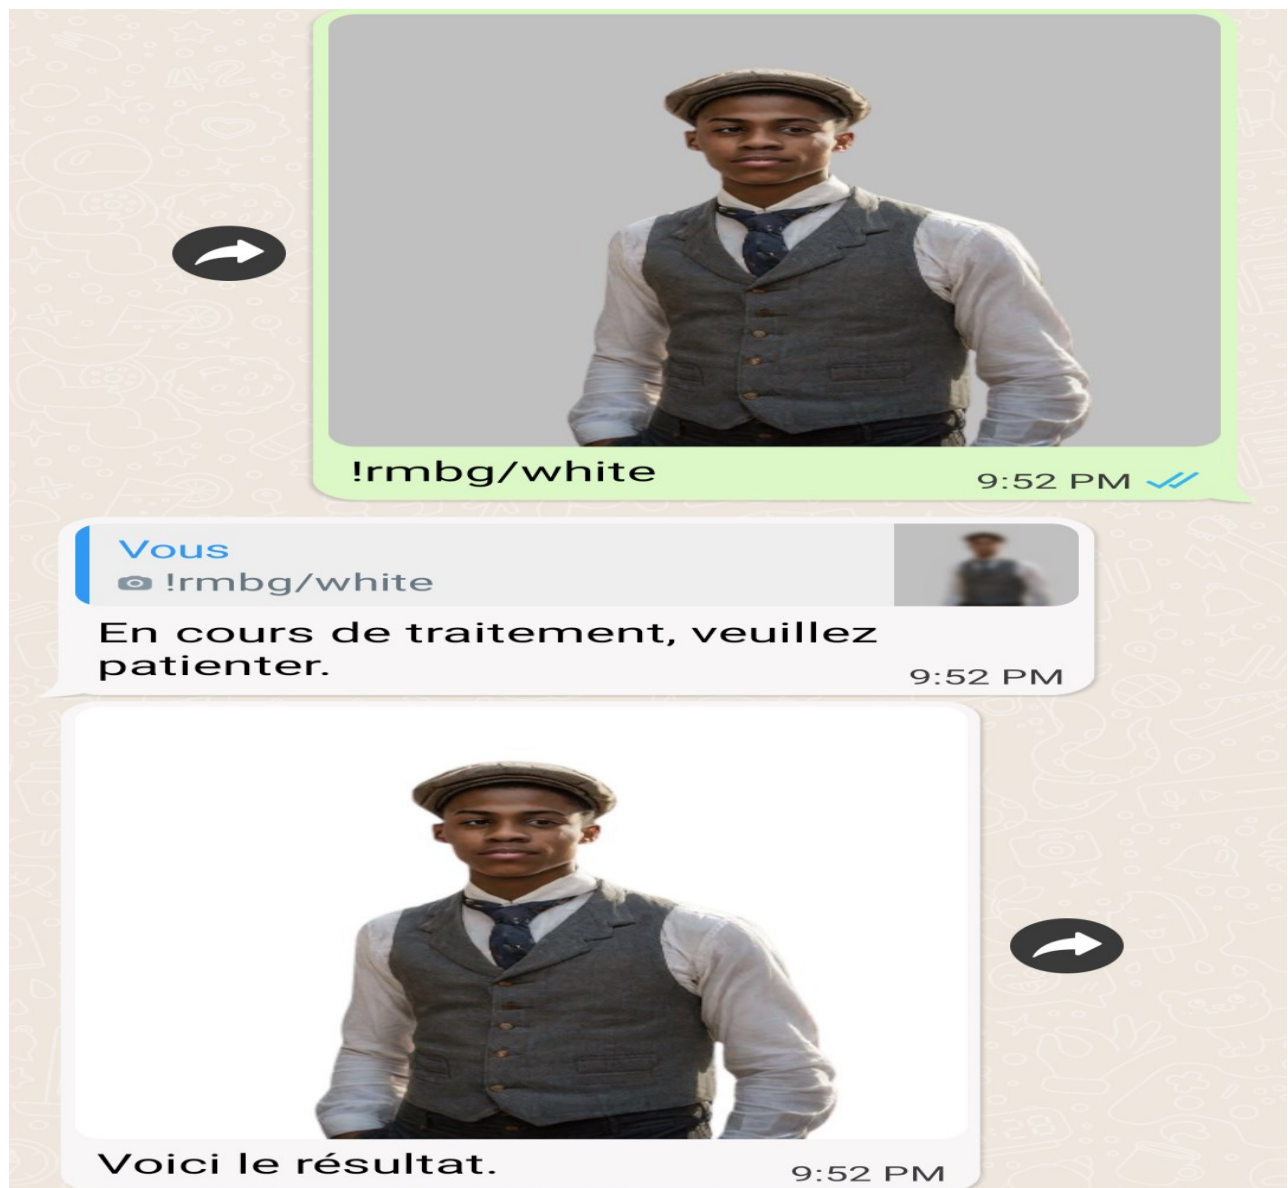 !rmbg/white
9:52 PM
Vous
!rmbg/white
En cours de traitement, veuillez
patienter.
9:52 PM
Voici le résultat.
9:52 PM